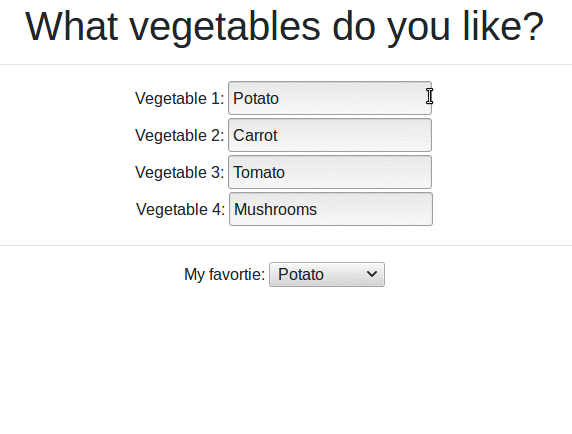 What vegetables do you like?
Vegetable 1: Potato
Vegetable 2: Carrot
Vegetable 3: Tomato
Vegetable 4: Mushrooms
My favortie: Potato